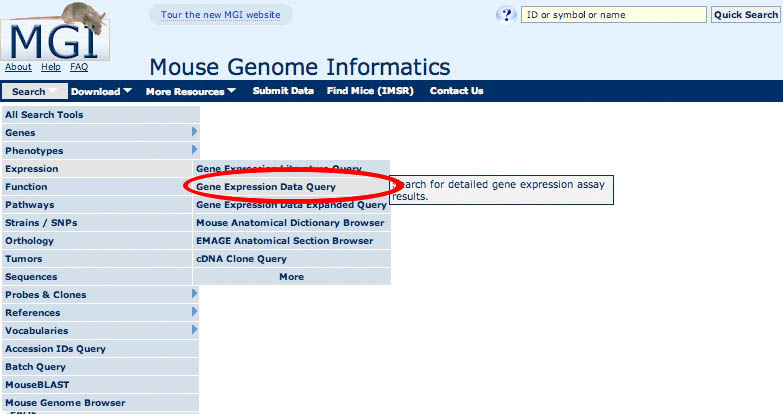 Tour the new MGI website
ID or symbol or name
Quick Search
MGI
About Help FAQ
Mouse Genome Informatics
Search Download More Resources Submit Data Find Mice (IMSR) Contact Us
All Search Tools
Genes
Phenotypes
Expression
Function
Pathways
Strains / SNPs
Orthology
Tumors
Sequences
Probes & Clones
References
Vocabularies
Accession IDs Query
Batch Query
MouseBLAST
Mouse Genome Browser
Gene Expression Literature Query
Gene Expression Data Query
Gene Expression Data Expanded Query
Mouse Anatomical Dictionary Browser
EMAGE Anatomical Section Browser
cDNA Clone Query
More
Search for detailed gene expression assay
results.